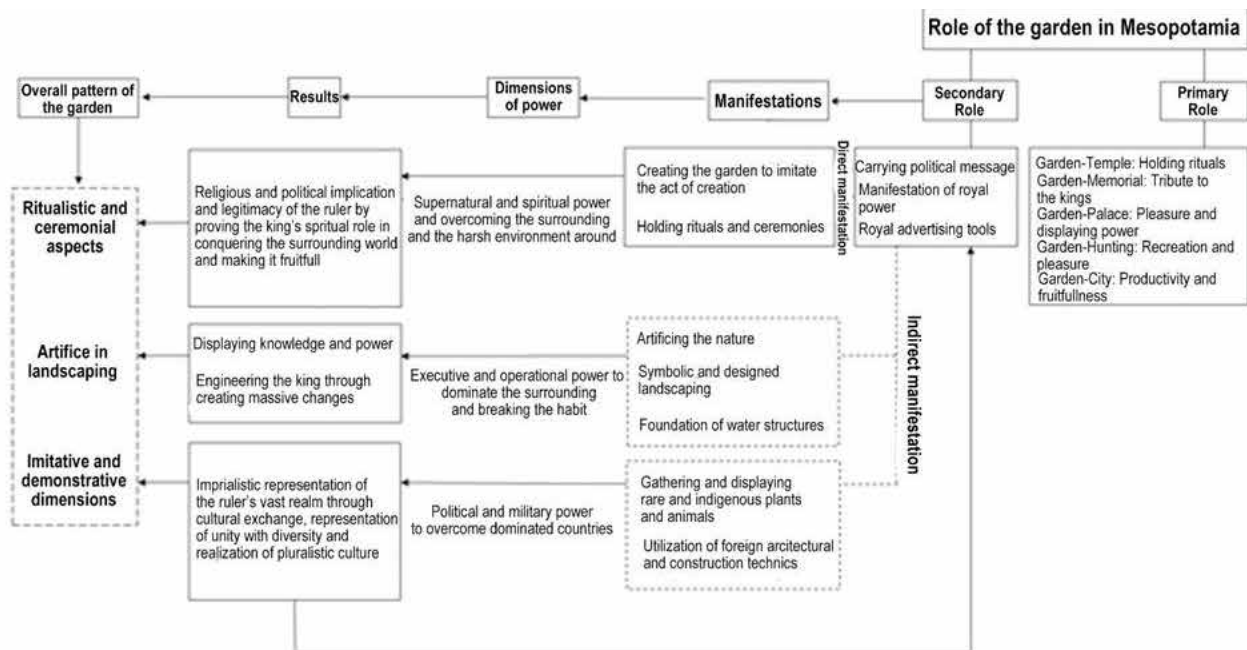 Role of the garden in Mesopotamia
Overall pattern of
the garden
Results
Dimensions
of power
Manifestations
Secondary
Role
Primary
Role
Ritualistic and
ceremonial
aspects
Religious and political implication
and legitimacy of the ruler by
proving the king's spritual role in
conquering the surrounding world
and making it fruitfull
Supernatural and spiritual power
and overcoming the surrounding
and the harsh environment around
Creating the garden to imitate
the act of creation
Holding rituals and ceremonies
Direct manifestation
Carrying political message
Manifestation of royal
power
Royal advertising tools
Garden-Temple: Holding rituals
Garden-Memorial: Tribute to
the kings
Garden-Palace: Pleasure and
displaying power
Garden-Hunting: Recreation and
pleasure
Garden-City: Productivity and
fruitfullness
Artifice in
landscaping
Displaying knowledge and power
Engineering the king through
creating massive changes
Executive and operational power to
dominate the surrounding
and breaking the habit
Artificing the nature
Symbolic and designed
landscaping
Foundation of water structures
Indirect manifestation
Imitative and
demonstrative
dimensions
Imprialistic representation of
the ruler's vast realm through
cultural exchange, representation
of unity with diversity and
realization of pluralistic culture
Political and military power
to overcome dominated countries
Gathering and displaying
rare and indigenous plants
and animals
Utilization of foreign arcitectural
and construction technics